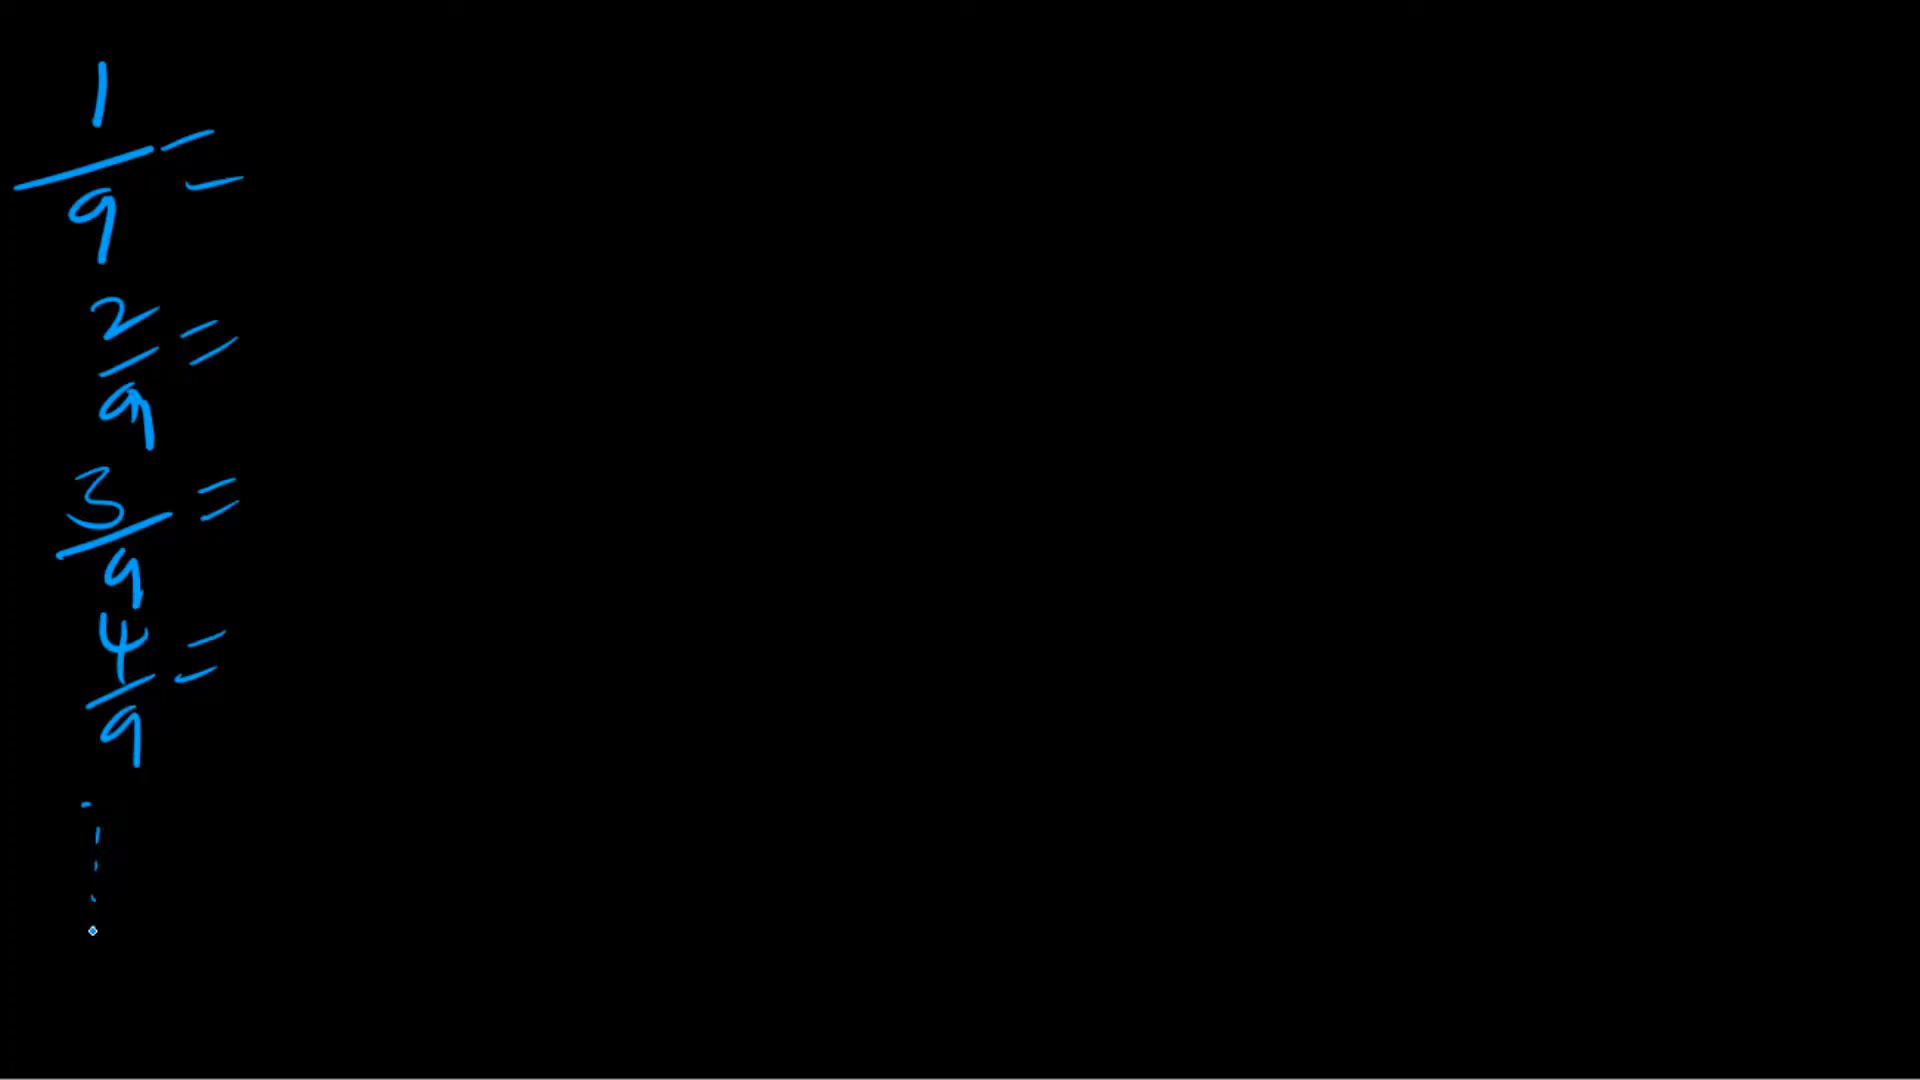 1/9 =
2/9 =
3/9 =
4/9 =